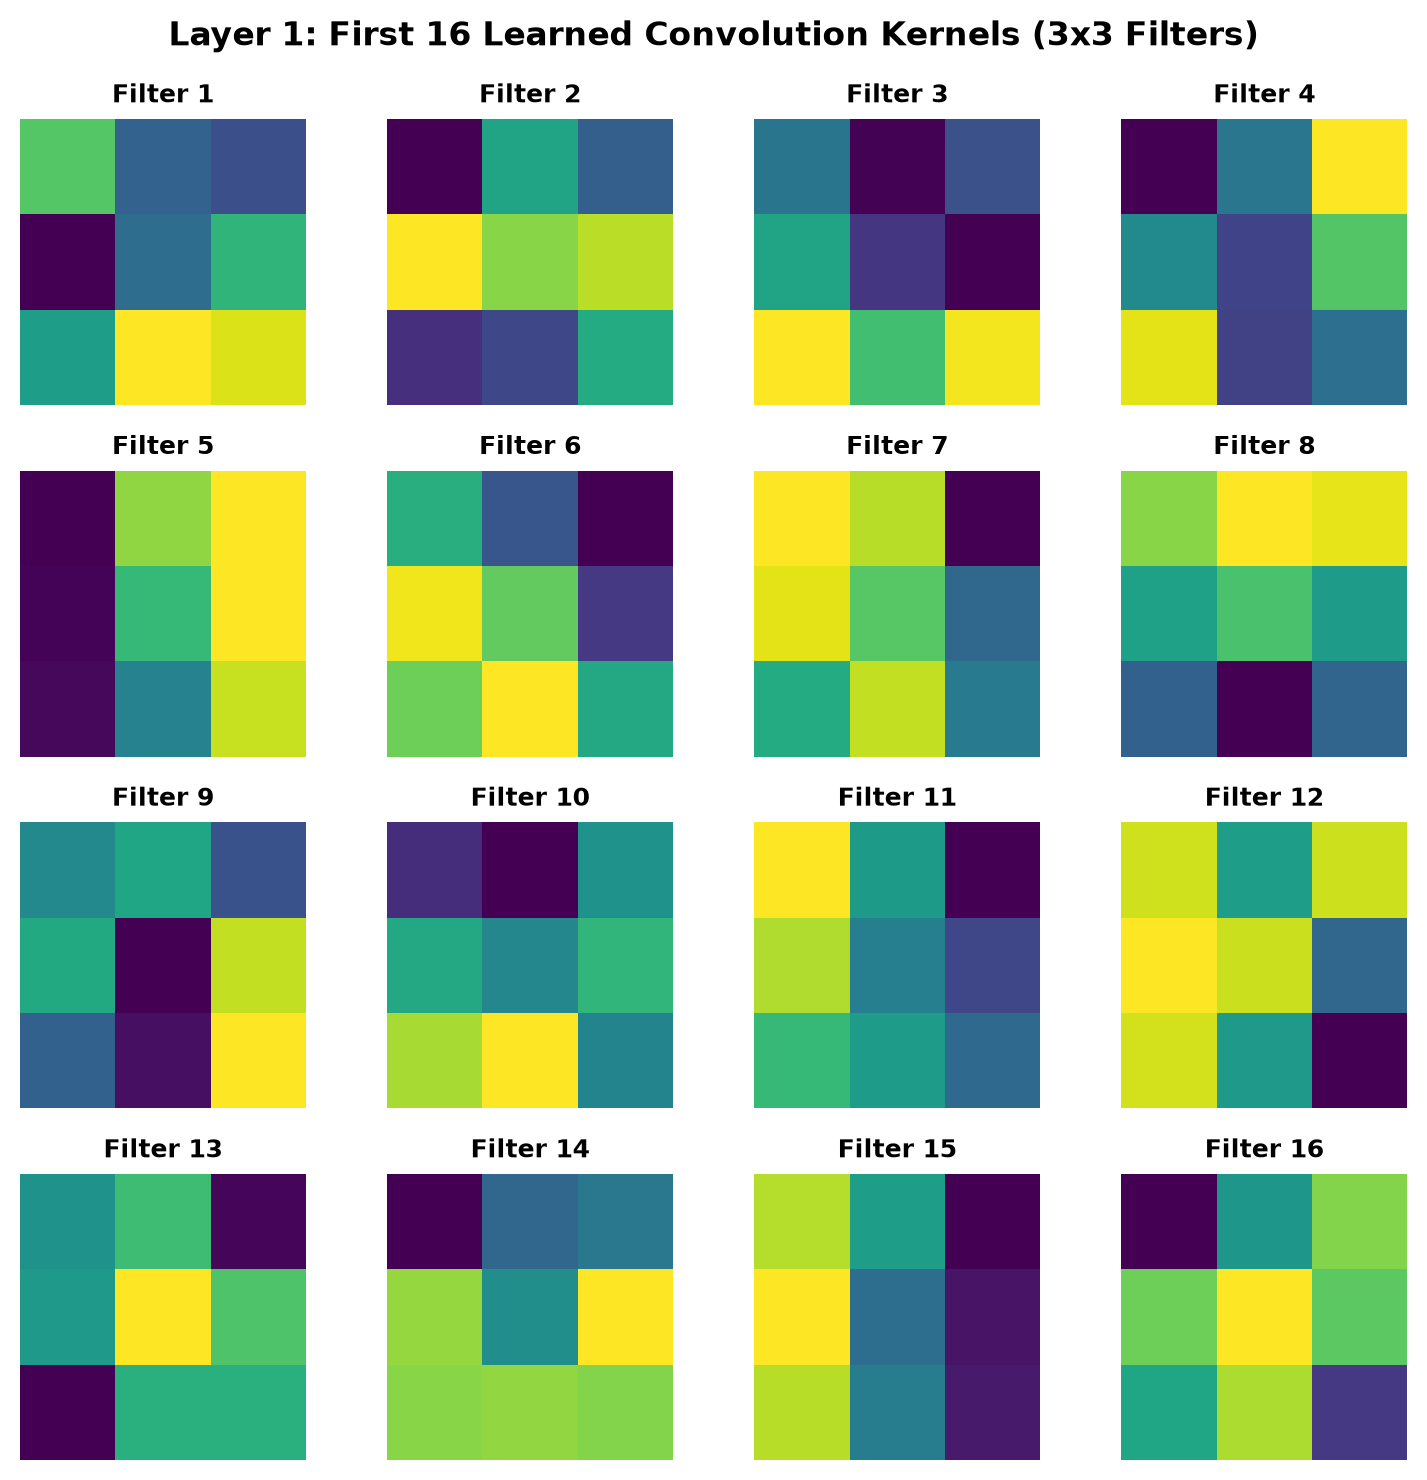 Layer 1: First 16 Learned Convolution Kernels (3x3 Filters)
Filter 1
Filter 2
Filter 3
Filter 4
Filter 5
Filter 6
Filter 7
Filter 8
Filter 9
Filter 10
Filter 11
Filter 12
Filter 13
Filter 14
Filter 15
Filter 16